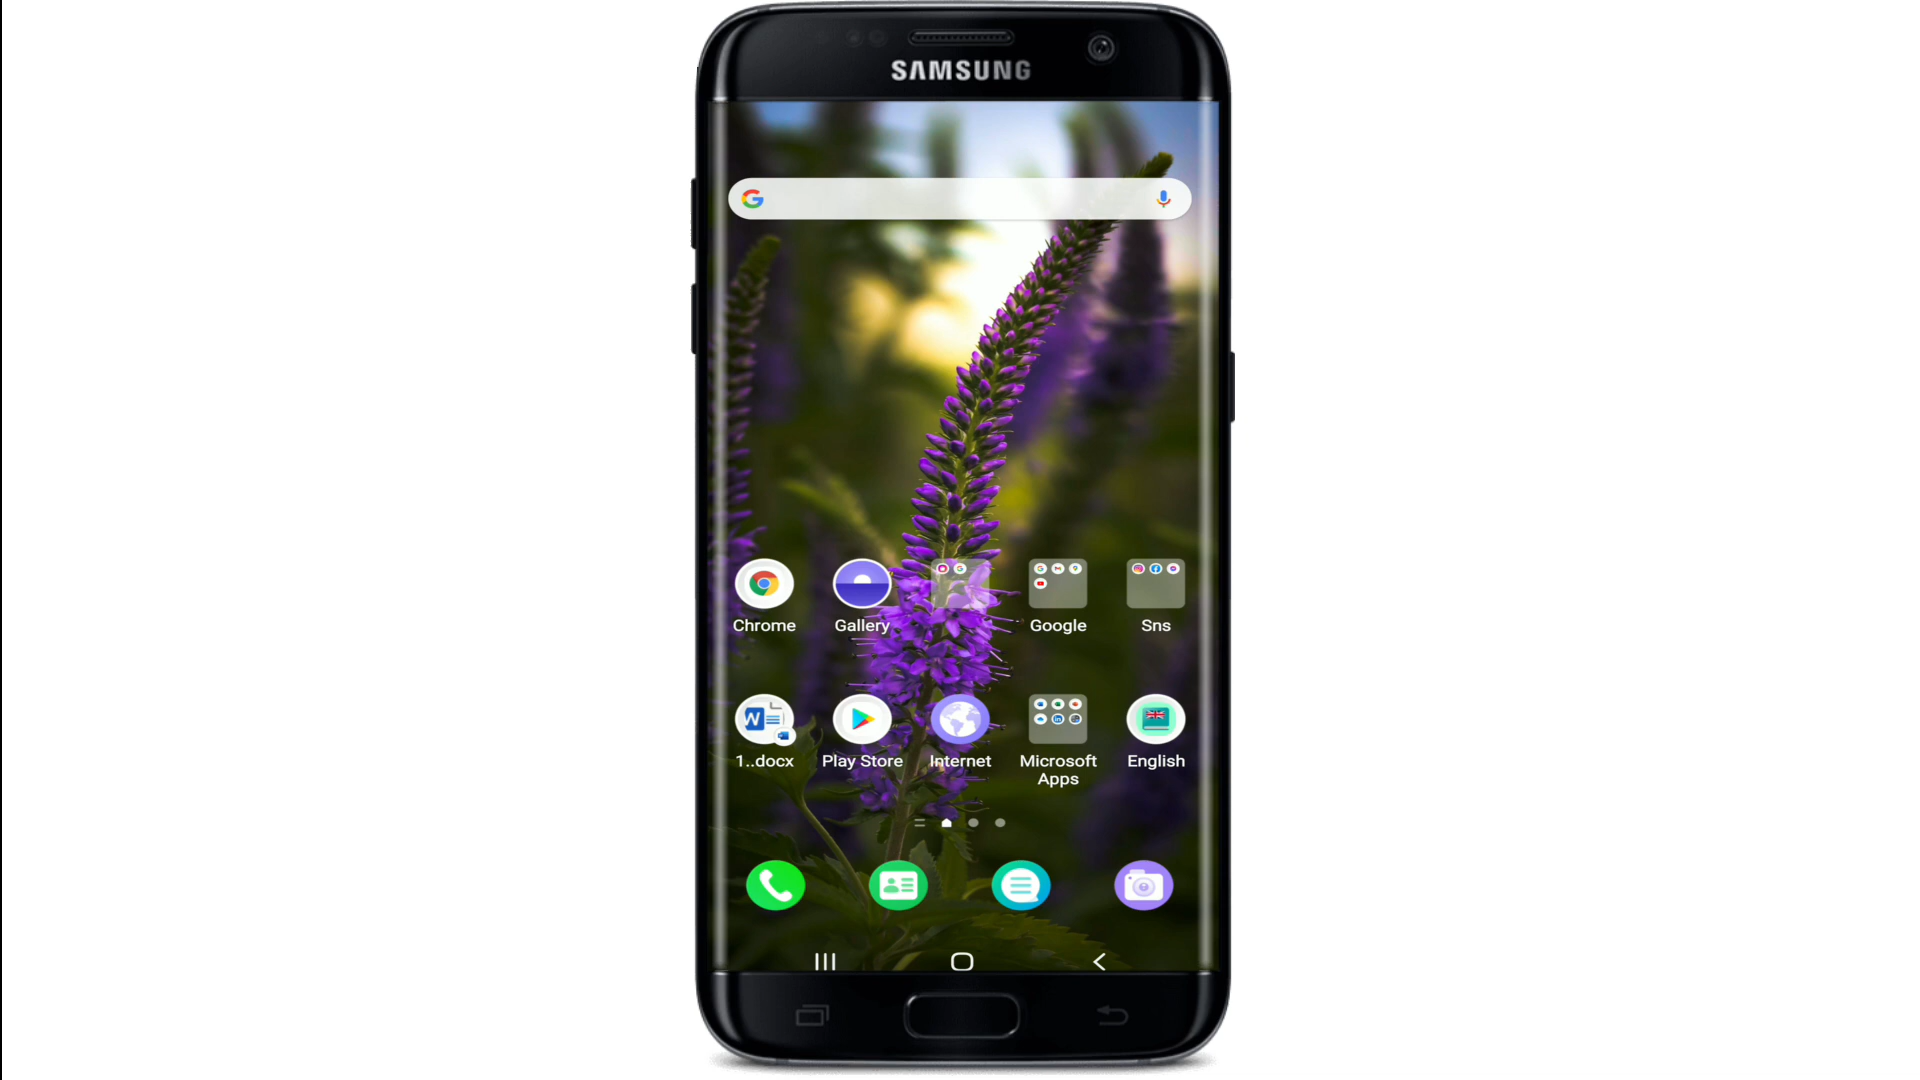 SAMSUNG
Chrome
Gallery
Google
Sns
1..docx
Play Store
Internet
Microsoft
Apps
English